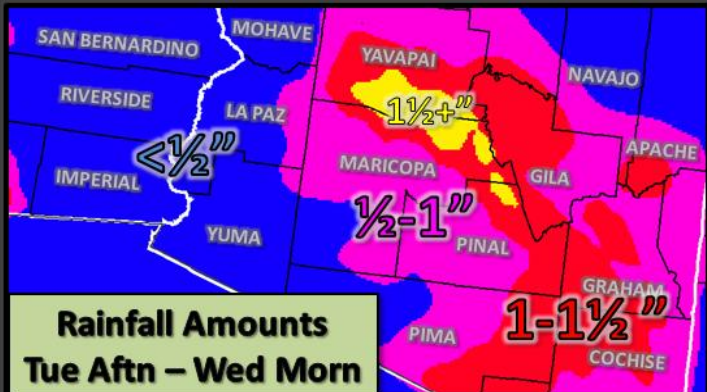 SAN BERNARDINO
MOHAVE
YAVAPAI
NAVAJO
RIVERSIDE
LA PAZ
1½+”
<½”
MARICOPA
GILA
APACHE
IMPERIAL
½-1”
YUMA
PINAL
GRAHAM
1-1½”
PIMA
COCHISE
Rainfall Amounts
Tue Aftn – Wed Morn